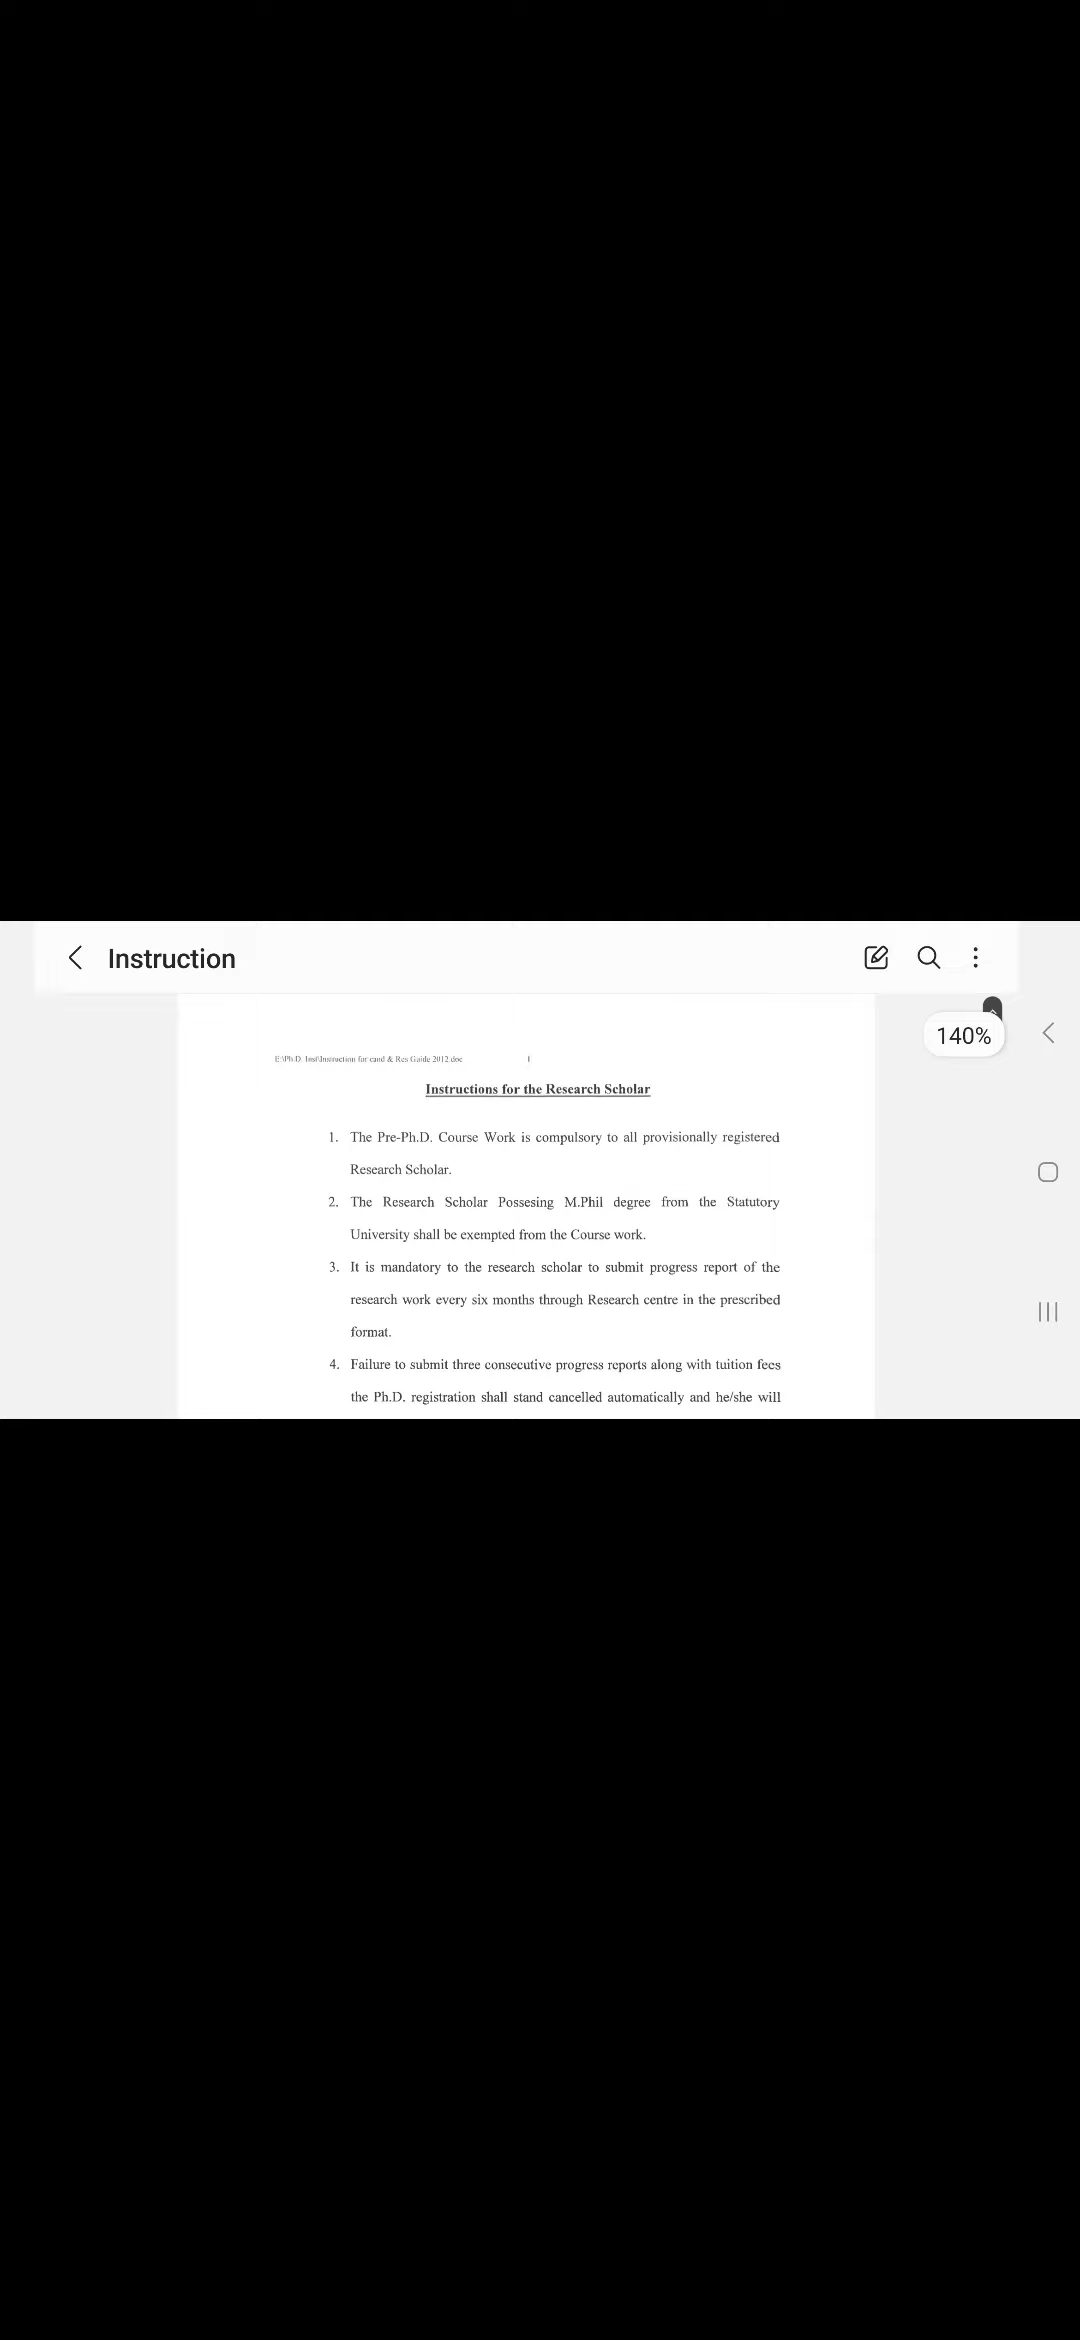 Instruction
140%
E:\Ph.D. Inst\Instruction for cand & Res Guide 2012.doc 1
Instructions for the Research Scholar
1. The Pre-Ph.D. Course Work is compulsory to all provisionally registered
Research Scholar.
2. The Research Scholar Possesing M.Phil degree from the Statutory
University shall be exempted from the Course work.
3. It is mandatory to the research scholar to submit progress report of the
research work every six months through Research centre in the prescribed
format.
4. Failure to submit three consecutive progress reports along with tuition fees
the Ph.D. registration shall stand cancelled automatically and he/she will